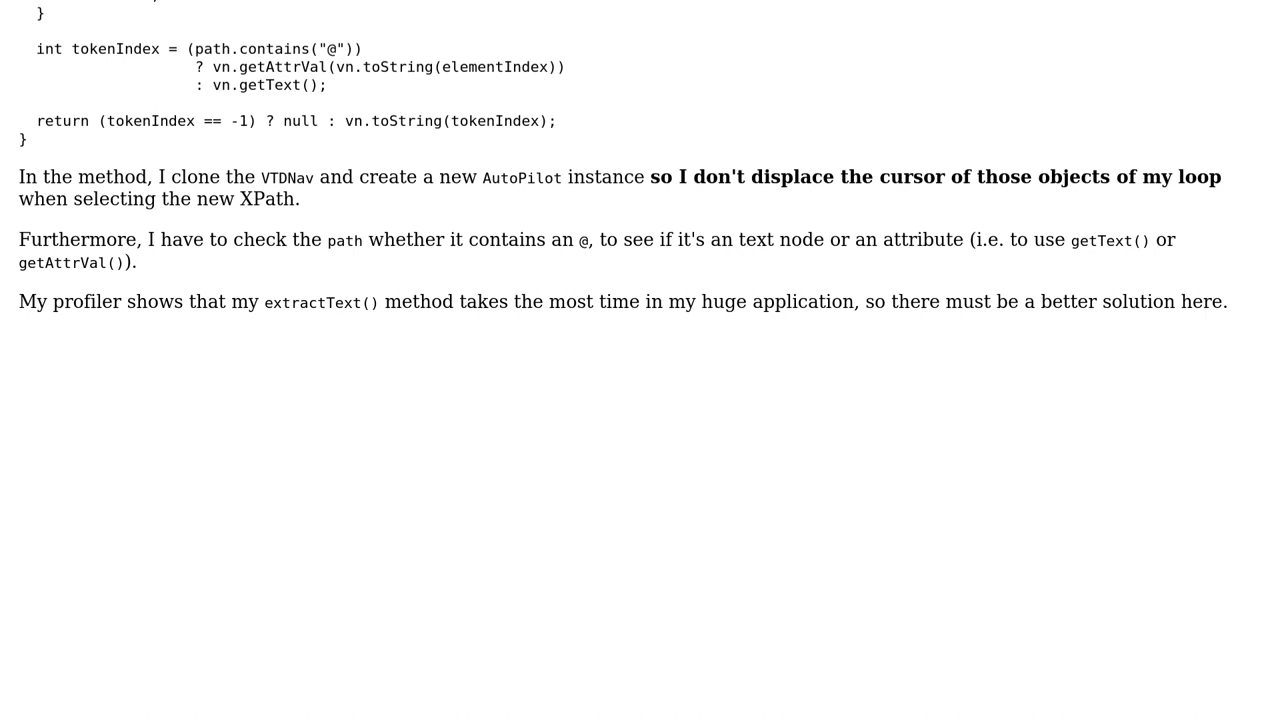 }
int tokenIndex = (path.contains("@"))
? vn.getAttrVal(vn.toString(elementIndex))
: vn.getText();
return (tokenIndex == -1) ? null : vn.toString(tokenIndex);
}
In the method, I clone the VTDNav and create a new AutoPilot instance so I don't displace the cursor of those objects of my loop
when selecting the new XPath.
Furthermore, I have to check the path whether it contains an @, to see if it's an text node or an attribute (i.e. to use getText() or
getAttrVal()).
My profiler shows that my extractText() method takes the most time in my huge application, so there must be a better solution here.